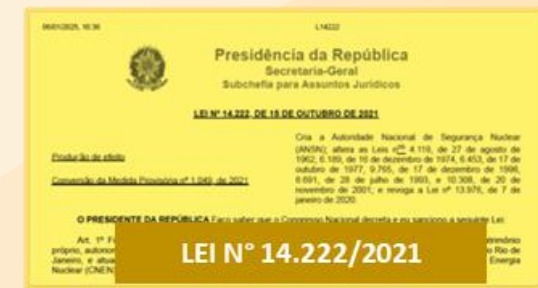 06/01/2025, 16:36 L14222
Presidência da República
Secretaria-Geral
Subchefia para Assuntos Jurídicos
LEI Nº 14.222, DE 15 DE OUTUBRO DE 2021
Produção de efeito
Conversão da Medida Provisória nº 1.049, de 2021
Cria a Autoridade Nacional de Segurança Nuclear
(ANSN); altera as Leis nºs 4.118, de 27 de agosto de
1962, 6.189, de 16 de dezembro de 1974, 6.453, de 17 de
outubro de 1977, 9.765, de 17 de dezembro de 1998,
8.691, de 28 de julho de 1993, e 10.308, de 20 de
novembro de 2001; e revoga a Lei nº 13.976, de 7 de
janeiro de 2020.
O PRESIDENTE DA REPÚBLICA Faço saber que o Congresso Nacional decreta e eu sanciono a seguinte Lei:
Art. 1º
próprio, autonom
Janeiro, e atua
Nuclear (CNEN
Rio de
Energia
LEI N° 14.222/2021